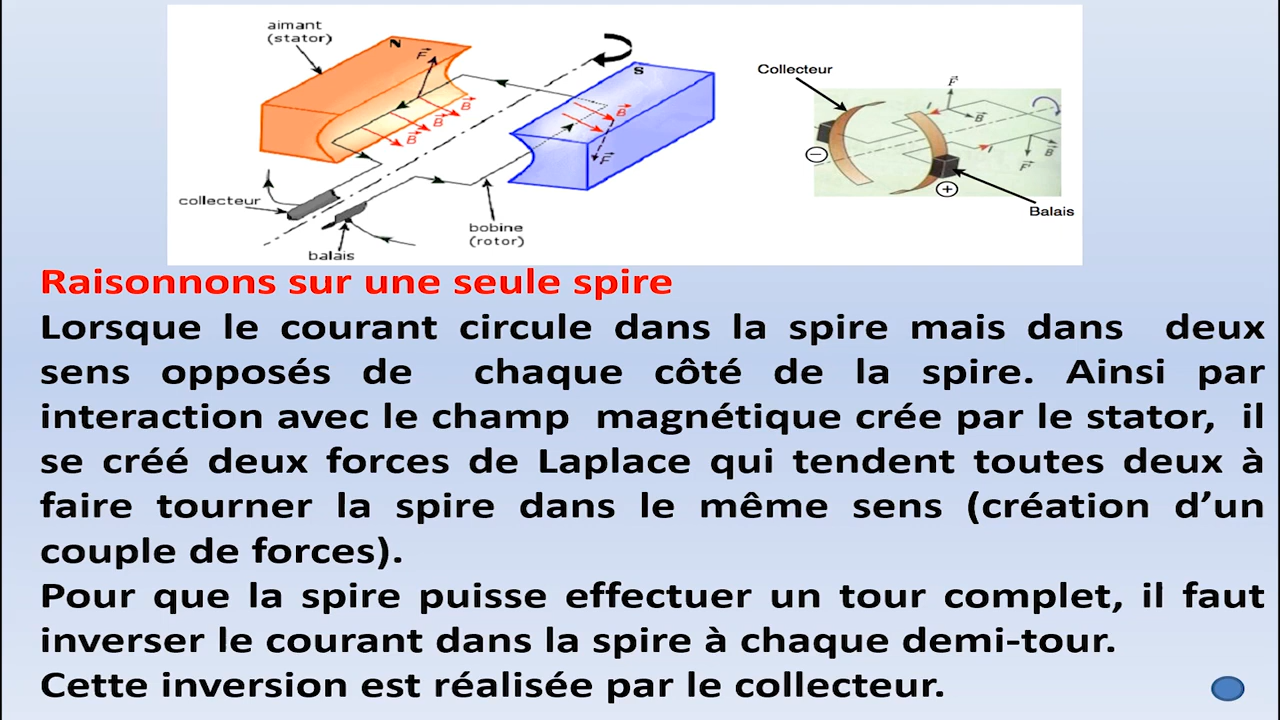 aimant
(stator)
N
F
S
B
B
B
B
F
collecteur
balais
bobine
(rotor)
Collecteur
F
I
B
I
F
B
−
+
Balais
Raisonnons sur une seule spire
Lorsque le courant circule dans la spire mais dans deux
sens opposés de chaque côté de la spire. Ainsi par
interaction avec le champ magnétique crée par le stator, il
se créé deux forces de Laplace qui tendent toutes deux à
faire tourner la spire dans le même sens (création d’un
couple de forces).
Pour que la spire puisse effectuer un tour complet, il faut
inverser le courant dans la spire à chaque demi-tour.
Cette inversion est réalisée par le collecteur.